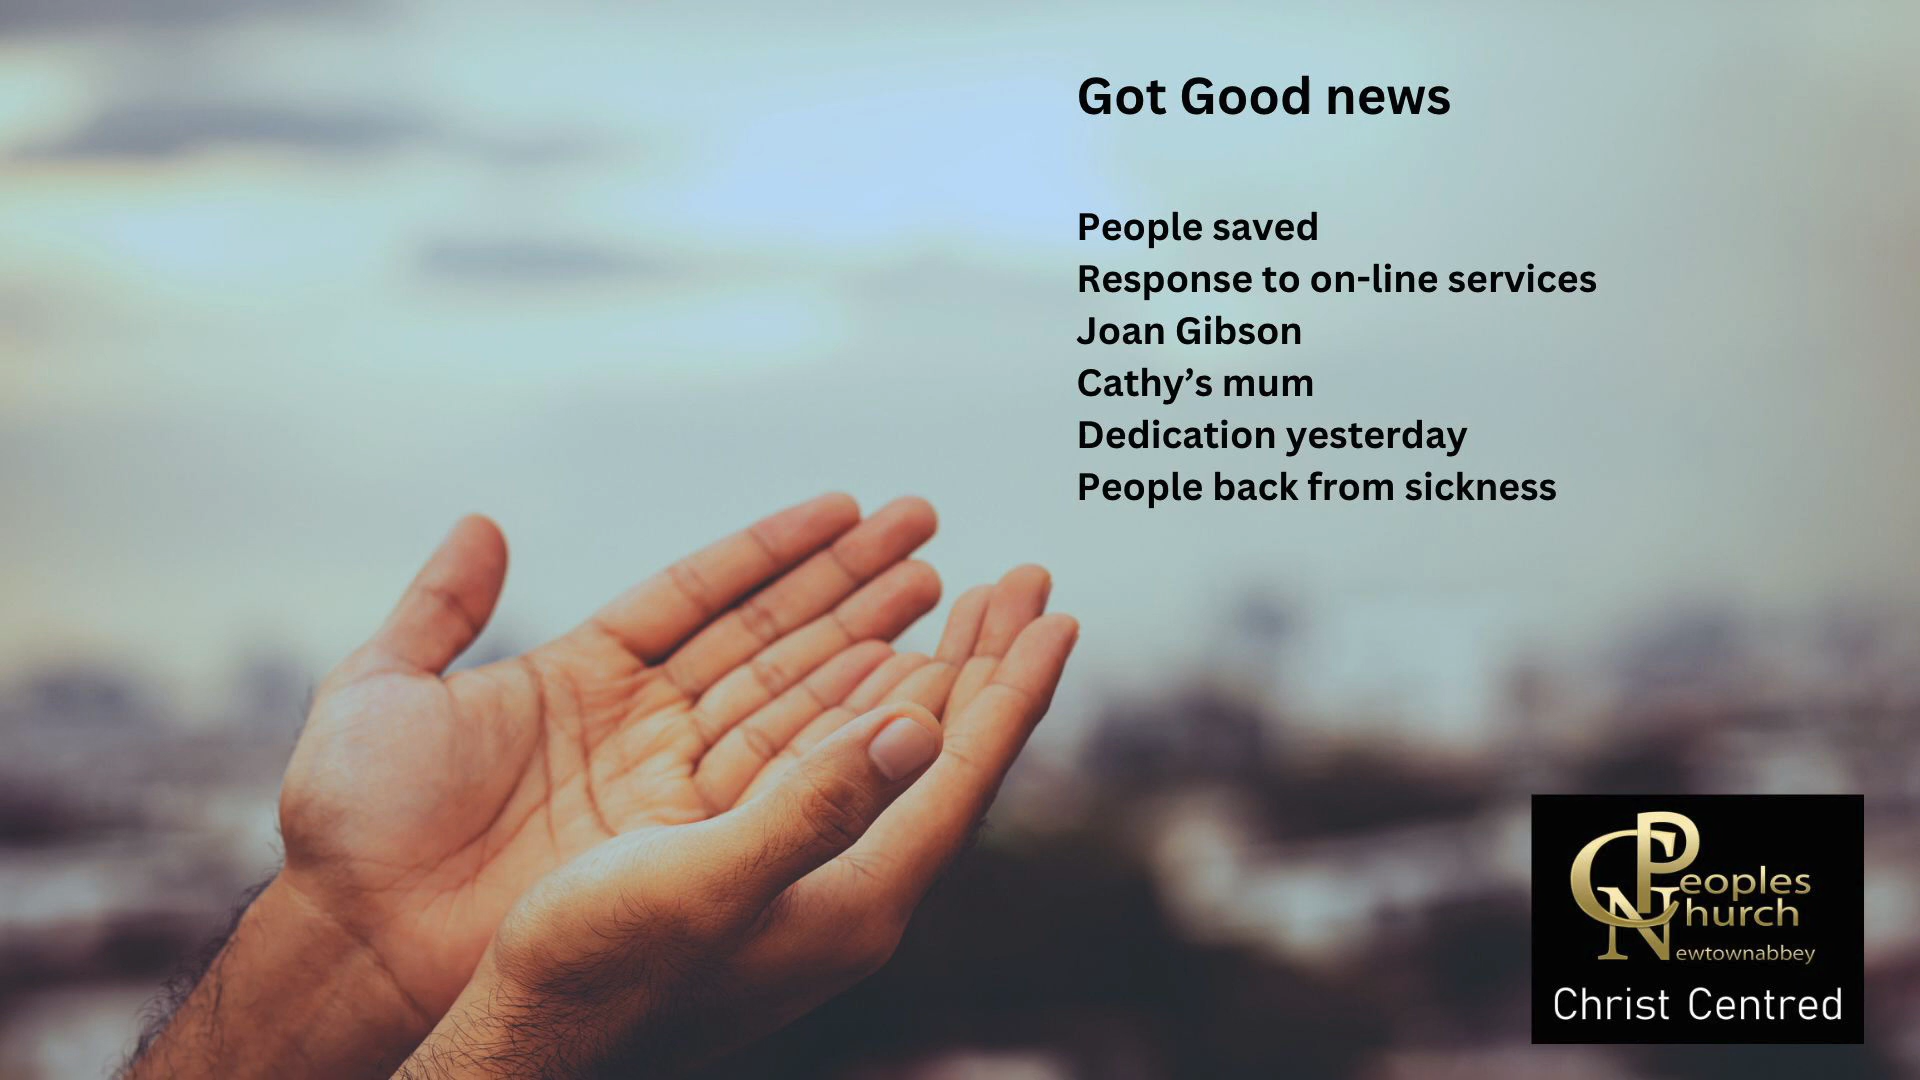 Got Good news
People saved
Response to on-line services
Joan Gibson
Cathy’s mum
Dedication yesterday
People back from sickness
Peoples
Church
Newtownabbey
Christ Centred